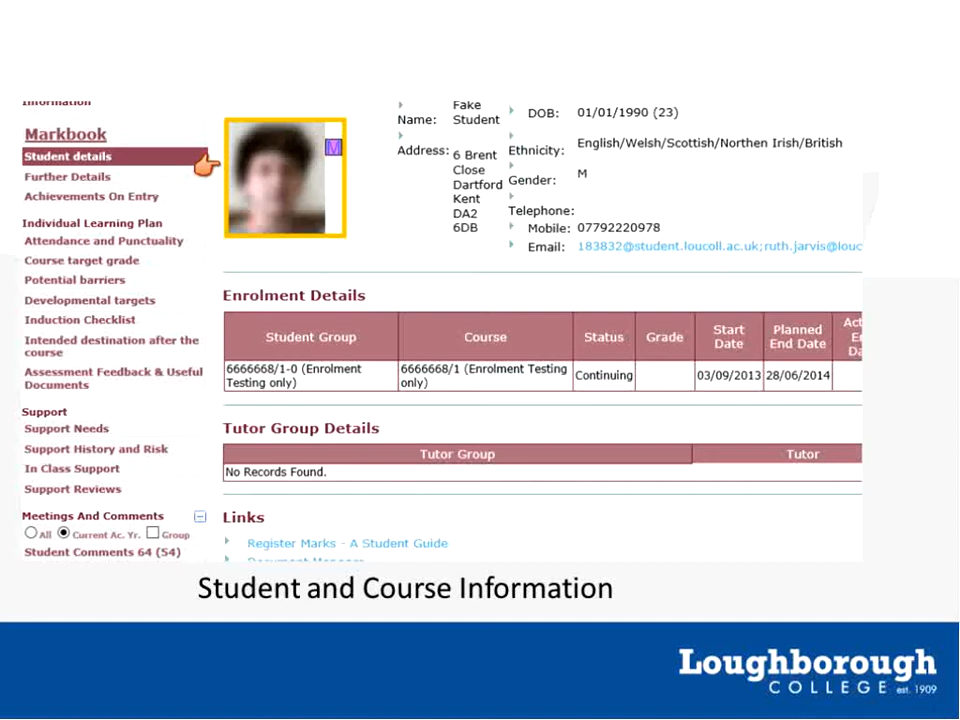 Information
Markbook
Student details
Further Details
Achievements On Entry
Individual Learning Plan
Attendance and Punctuality
Course target grade
Potential barriers
Developmental targets
Induction Checklist
Intended destination after the
course
Assessment Feedback & Useful
Documents
Support
Support Needs
Support History and Risk
In Class Support
Support Reviews
Meetings And Comments
All Current Ac. Yr. Group
Student Comments 64 (54)
M
Name: Fake
Student
Address: 6 Brent
Close
Dartford
Kent
DA2
6DB
DOB: 01/01/1990 (23)
Ethnicity: English/Welsh/Scottish/Northen Irish/British
Gender: M
Telephone:
Mobile: 07792220978
Email: 183832@student.loucoll.ac.uk;ruth.jarvis@louc
Enrolment Details
Student Group Course Status Grade Start Date Planned End Date Act
6666668/1-0 (Enrolment Testing only) 6666668/1 (Enrolment Testing only) Continuing 03/09/2013 28/06/2014
Tutor Group Details
Tutor Group Tutor
No Records Found.
Links
Register Marks - A Student Guide
Student and Course Information
Loughborough
COLLEGE est. 1909